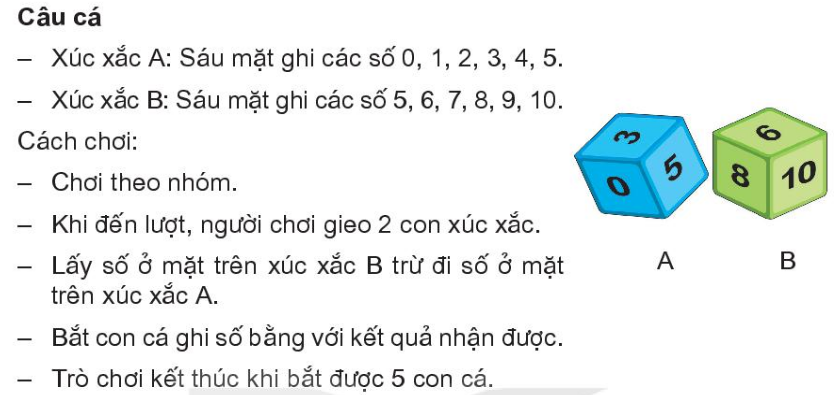 Câu cá
– Xúc xắc A: Sáu mặt ghi các số 0, 1, 2, 3, 4, 5.
– Xúc xắc B: Sáu mặt ghi các số 5, 6, 7, 8, 9, 10.
Cách chơi:
– Chơi theo nhóm.
– Khi đến lượt, người chơi gieo 2 con xúc xắc.
– Lấy số ở mặt trên xúc xắc B trừ đi số ở mặt
trên xúc xắc A.
– Bắt con cá ghi số bằng với kết quả nhận được.
– Trò chơi kết thúc khi bắt được 5 con cá.
3
0 5
6
8 10
A B